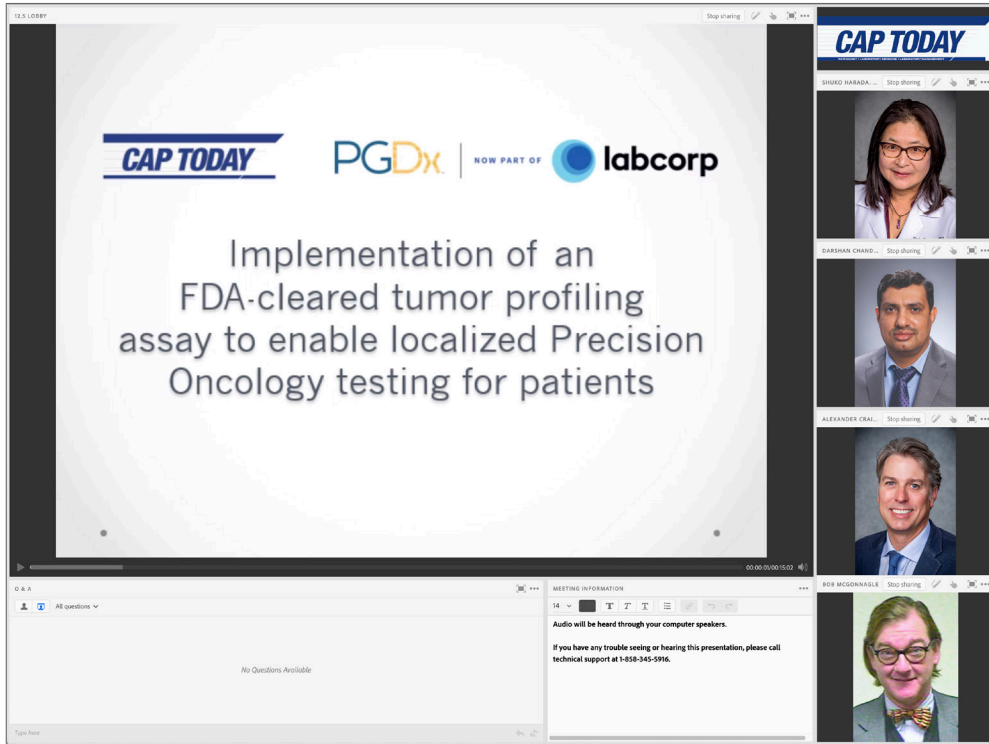 12.5 LOBBY
Stop sharing
CAP TODAY
PGDx
NOW PART OF
labcorp
Implementation of an
FDA-cleared tumor profiling
assay to enable localized Precision
Oncology testing for patients
00:00:01/00:15:02
Q & A
All questions
No Questions Available
Type here
MEETING INFORMATION
14
T T T
Audio will be heard through your computer speakers.
If you have any trouble seeing or hearing this presentation, please call
technical support at 1-858-345-5916.
CAP TODAY
SHUKO HARADA, ...
Stop sharing
DARSHAN CHAND...
Stop sharing
ALEXANDER CRAI...
Stop sharing
BOB MCGONNAGLE
Stop sharing